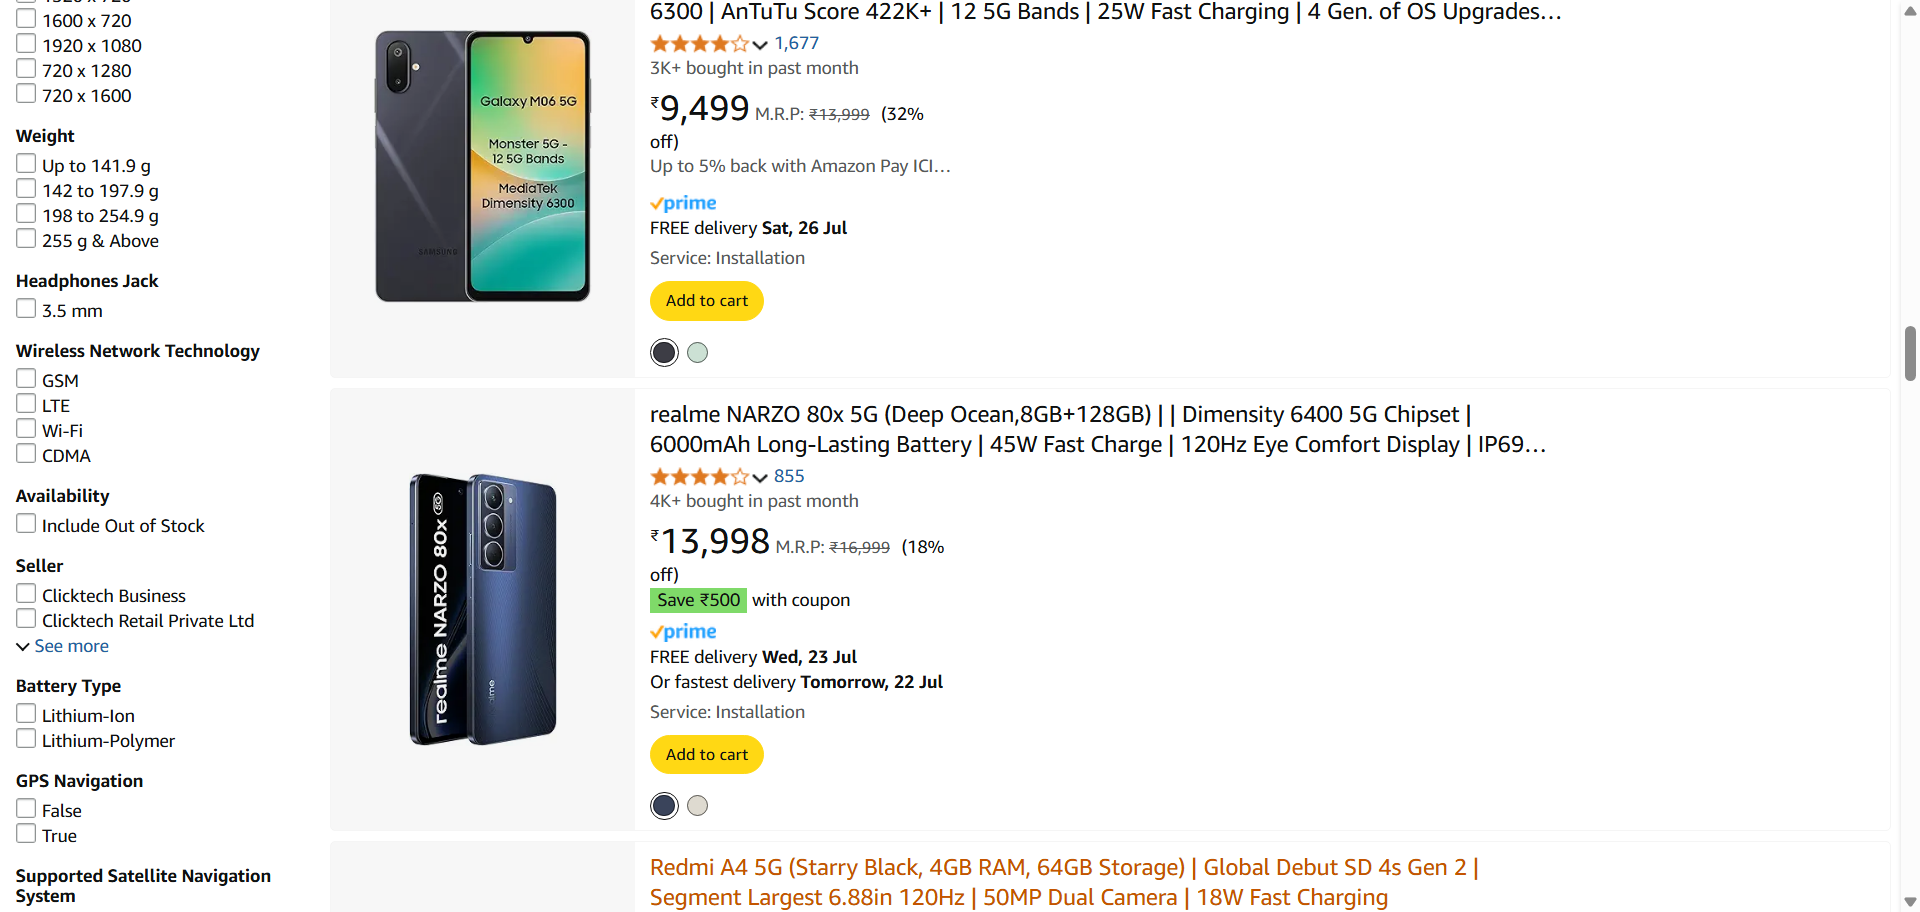 1600 x 720
1920 x 1080
720 x 1280
720 x 1600
Weight
Up to 141.9 g
142 to 197.9 g
198 to 254.9 g
255 g & Above
Headphones Jack
3.5 mm
Wireless Network Technology
GSM
LTE
Wi-Fi
CDMA
Availability
Include Out of Stock
Seller
Clicktech Business
Clicktech Retail Private Ltd
See more
Battery Type
Lithium-Ion
Lithium-Polymer
GPS Navigation
False
True
Supported Satellite Navigation
System
Galaxy M06 5G
Monster 5G -
12 5G Bands
MediaTek
Dimensity 6300
SAMSUNG
6300 | AnTuTu Score 422K+ | 12 5G Bands | 25W Fast Charging | 4 Gen. of OS Upgrades…
1,677
3K+ bought in past month
₹9,499 M.R.P: ₹13,999 (32%
off)
Up to 5% back with Amazon Pay ICI…
prime
FREE delivery Sat, 26 Jul
Service: Installation
Add to cart
realme NARZO 80x 5G
realme
realme NARZO 80x 5G (Deep Ocean,8GB+128GB) | | Dimensity 6400 5G Chipset |
6000mAh Long-Lasting Battery | 45W Fast Charge | 120Hz Eye Comfort Display | IP69…
855
4K+ bought in past month
₹13,998 M.R.P: ₹16,999 (18%
off)
Save ₹500 with coupon
prime
FREE delivery Wed, 23 Jul
Or fastest delivery Tomorrow, 22 Jul
Service: Installation
Add to cart
Redmi A4 5G (Starry Black, 4GB RAM, 64GB Storage) | Global Debut SD 4s Gen 2 |
Segment Largest 6.88in 120Hz | 50MP Dual Camera | 18W Fast Charging